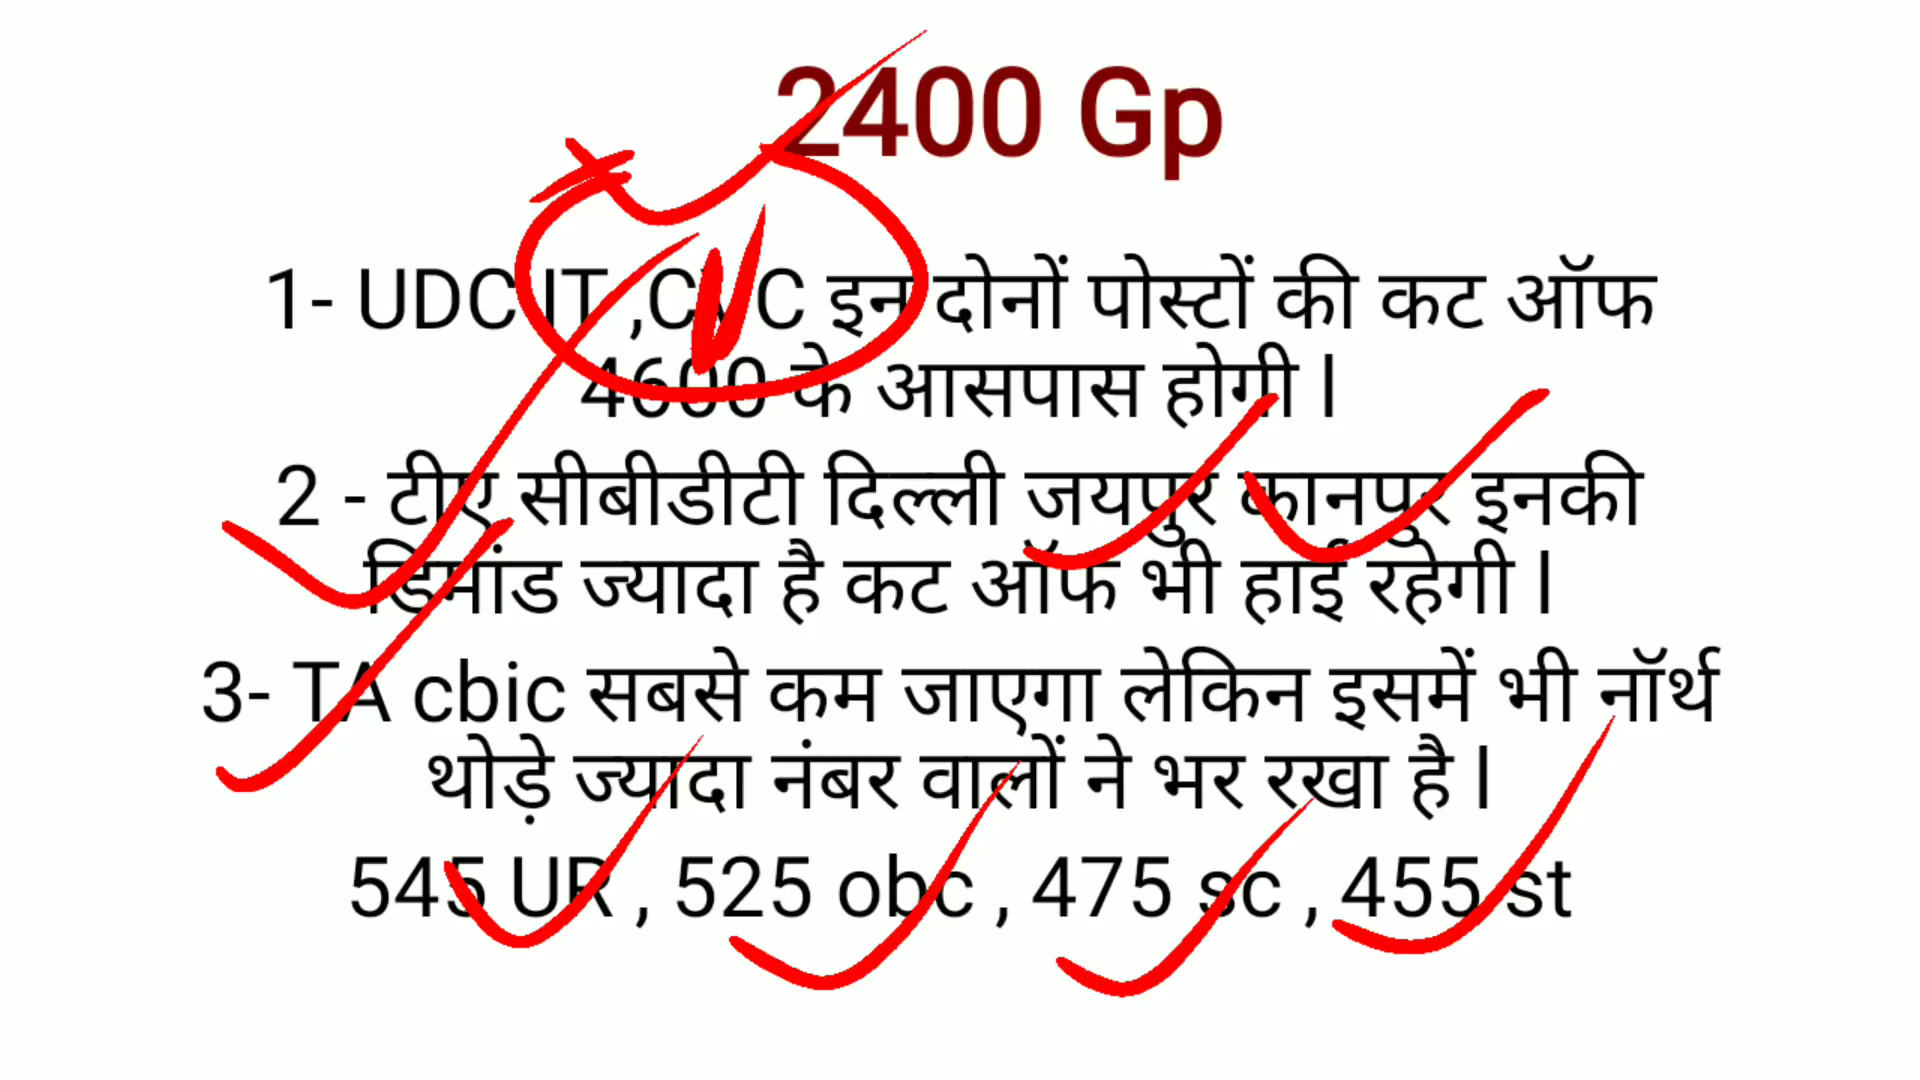 2400 Gp
1- UDC IT ,CVC इन दोनों पोस्टों की कट ऑफ
4600 के आसपास होगी l
2 - टीए सीबीडीटी दिल्ली जयपुर कानपुर इनकी
डिमांड ज्यादा है कट ऑफ भी हाई रहेगी l
3- TA cbic सबसे कम जाएगा लेकिन इसमें भी नॉर्थ
थोड़े ज्यादा नंबर वालों ने भर रखा है l
545 UR , 525 obc , 475 sc , 455 st